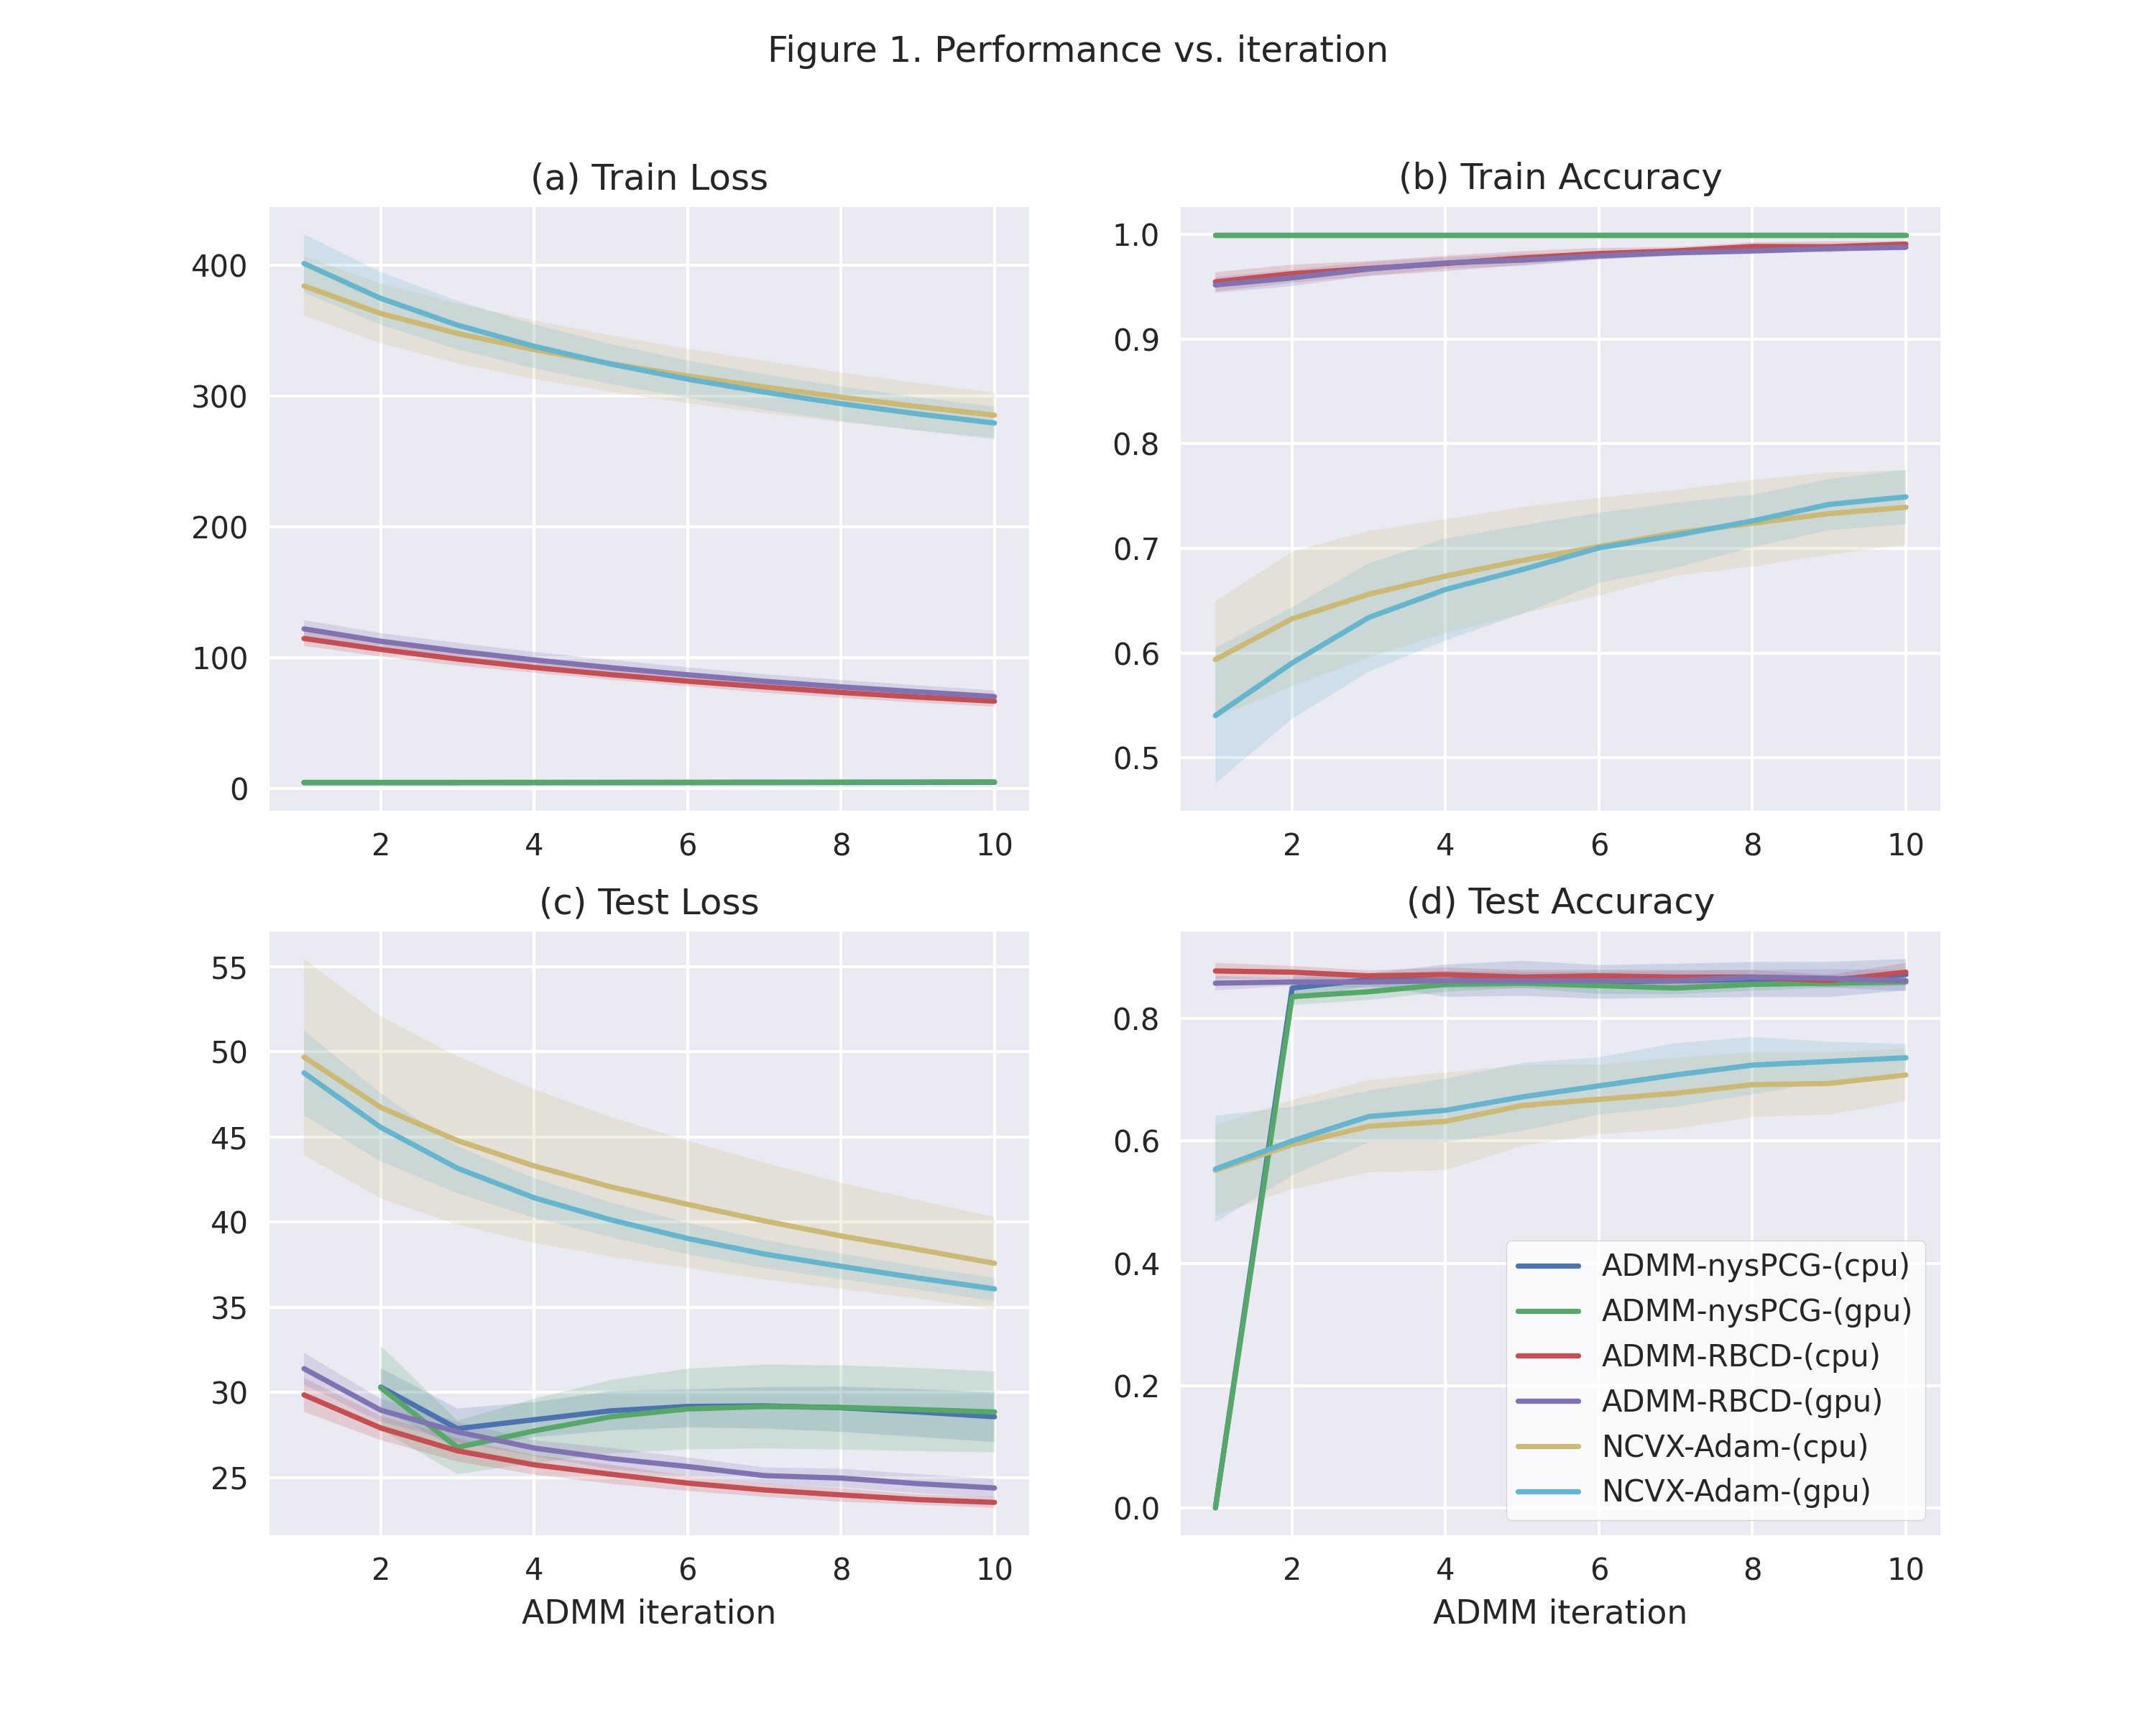 Figure 1. Performance vs. iteration
(a) Train Loss
400
300
200
100
0
2 4 6 8 10
(b) Train Accuracy
1.0
0.9
0.8
0.7
0.6
0.5
2 4 6 8 10
(c) Test Loss
55
50
45
40
35
30
25
2 4 6 8 10
ADMM iteration
(d) Test Accuracy
0.8
0.6
0.4
0.2
0.0
ADMM-nysPCG-(cpu)
ADMM-nysPCG-(gpu)
ADMM-RBCD-(cpu)
ADMM-RBCD-(gpu)
NCVX-Adam-(cpu)
NCVX-Adam-(gpu)
2 4 6 8 10
ADMM iteration